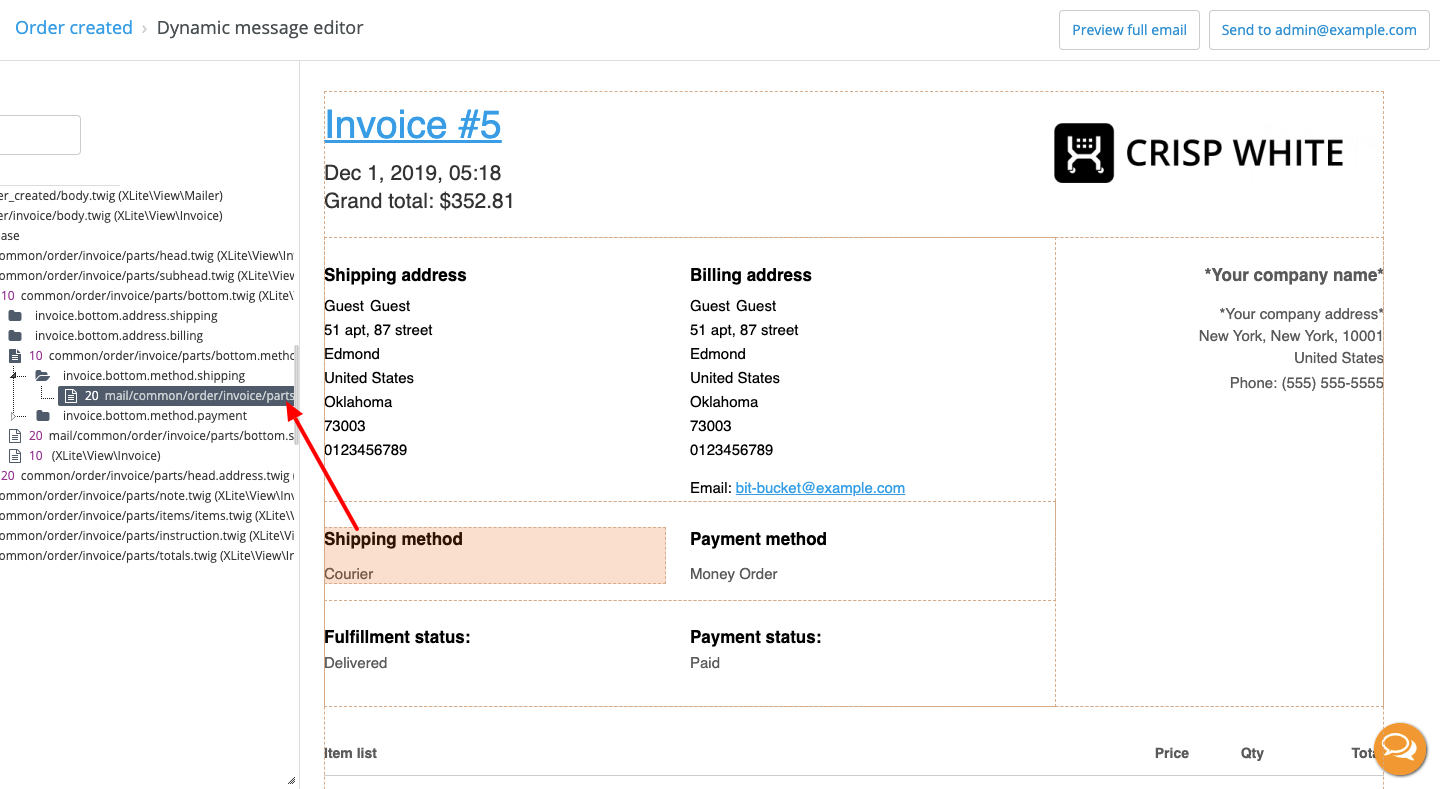 Order created › Dynamic message editor
Preview full email
Send to admin@example.com
er_created/body.twig (XLite\View\Mailer)
er/invoice/body.twig (XLite\View\Invoice)
ase
ommon/order/invoice/parts/head.twig (XLite\View\In
ommon/order/invoice/parts/subhead.twig (XLite\View
10 common/order/invoice/parts/bottom.twig (XLite\
invoice.bottom.address.shipping
invoice.bottom.address.billing
10 common/order/invoice/parts/bottom.metho
invoice.bottom.method.shipping
20 mail/common/order/invoice/parts
invoice.bottom.method.payment
20 mail/common/order/invoice/parts/bottom.s
10 (XLite\View\Invoice)
20 common/order/invoice/parts/head.address.twig
ommon/order/invoice/parts/note.twig (XLite\View\Inv
ommon/order/invoice/parts/items/items.twig (XLite\
ommon/order/invoice/parts/instruction.twig (XLite\Vi
ommon/order/invoice/parts/totals.twig (XLite\View\In
Invoice #5
Dec 1, 2019, 05:18
Grand total: $352.81
CRISP WHITE
Shipping address
Guest Guest
51 apt, 87 street
Edmond
United States
Oklahoma
73003
0123456789
Billing address
Guest Guest
51 apt, 87 street
Edmond
United States
Oklahoma
73003
0123456789
Email: bit-bucket@example.com
*Your company name*
*Your company address*
New York, New York, 10001
United States
Phone: (555) 555-5555
Shipping method
Courier
Payment method
Money Order
Fulfillment status:
Delivered
Payment status:
Paid
Item list Price Qty Tot